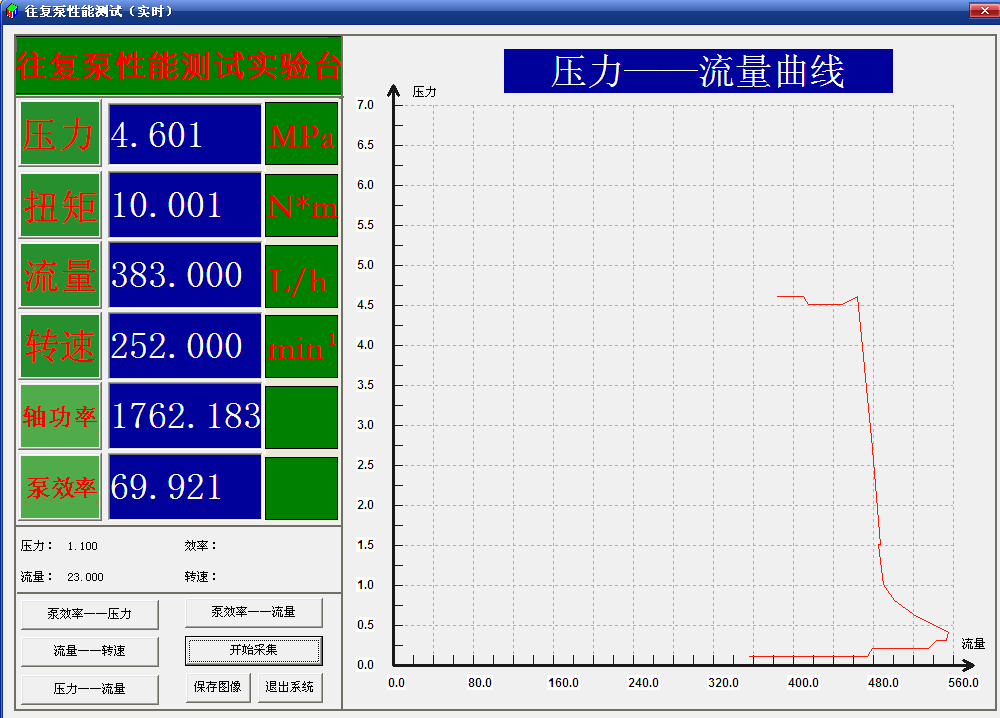 往复泵性能测试（实时）
往复泵性能测试实验台
压力 4.601 MPa
扭矩 10.001 N*m
流量 383.000 L/h
转速 252.000 min⁻¹
轴功率 1762.183
泵效率 69.921
压力： 1.100 效率：
流量： 23.000 转速：
泵效率——压力 泵效率——流量
流量——转速 开始采集
压力——流量 保存图像 退出系统
压力——流量曲线
压力
7.0
6.5
6.0
5.5
5.0
4.5
4.0
3.5
3.0
2.5
2.0
1.5
1.0
0.5
0.0
流量
0.0 80.0 160.0 240.0 320.0 400.0 480.0 560.0